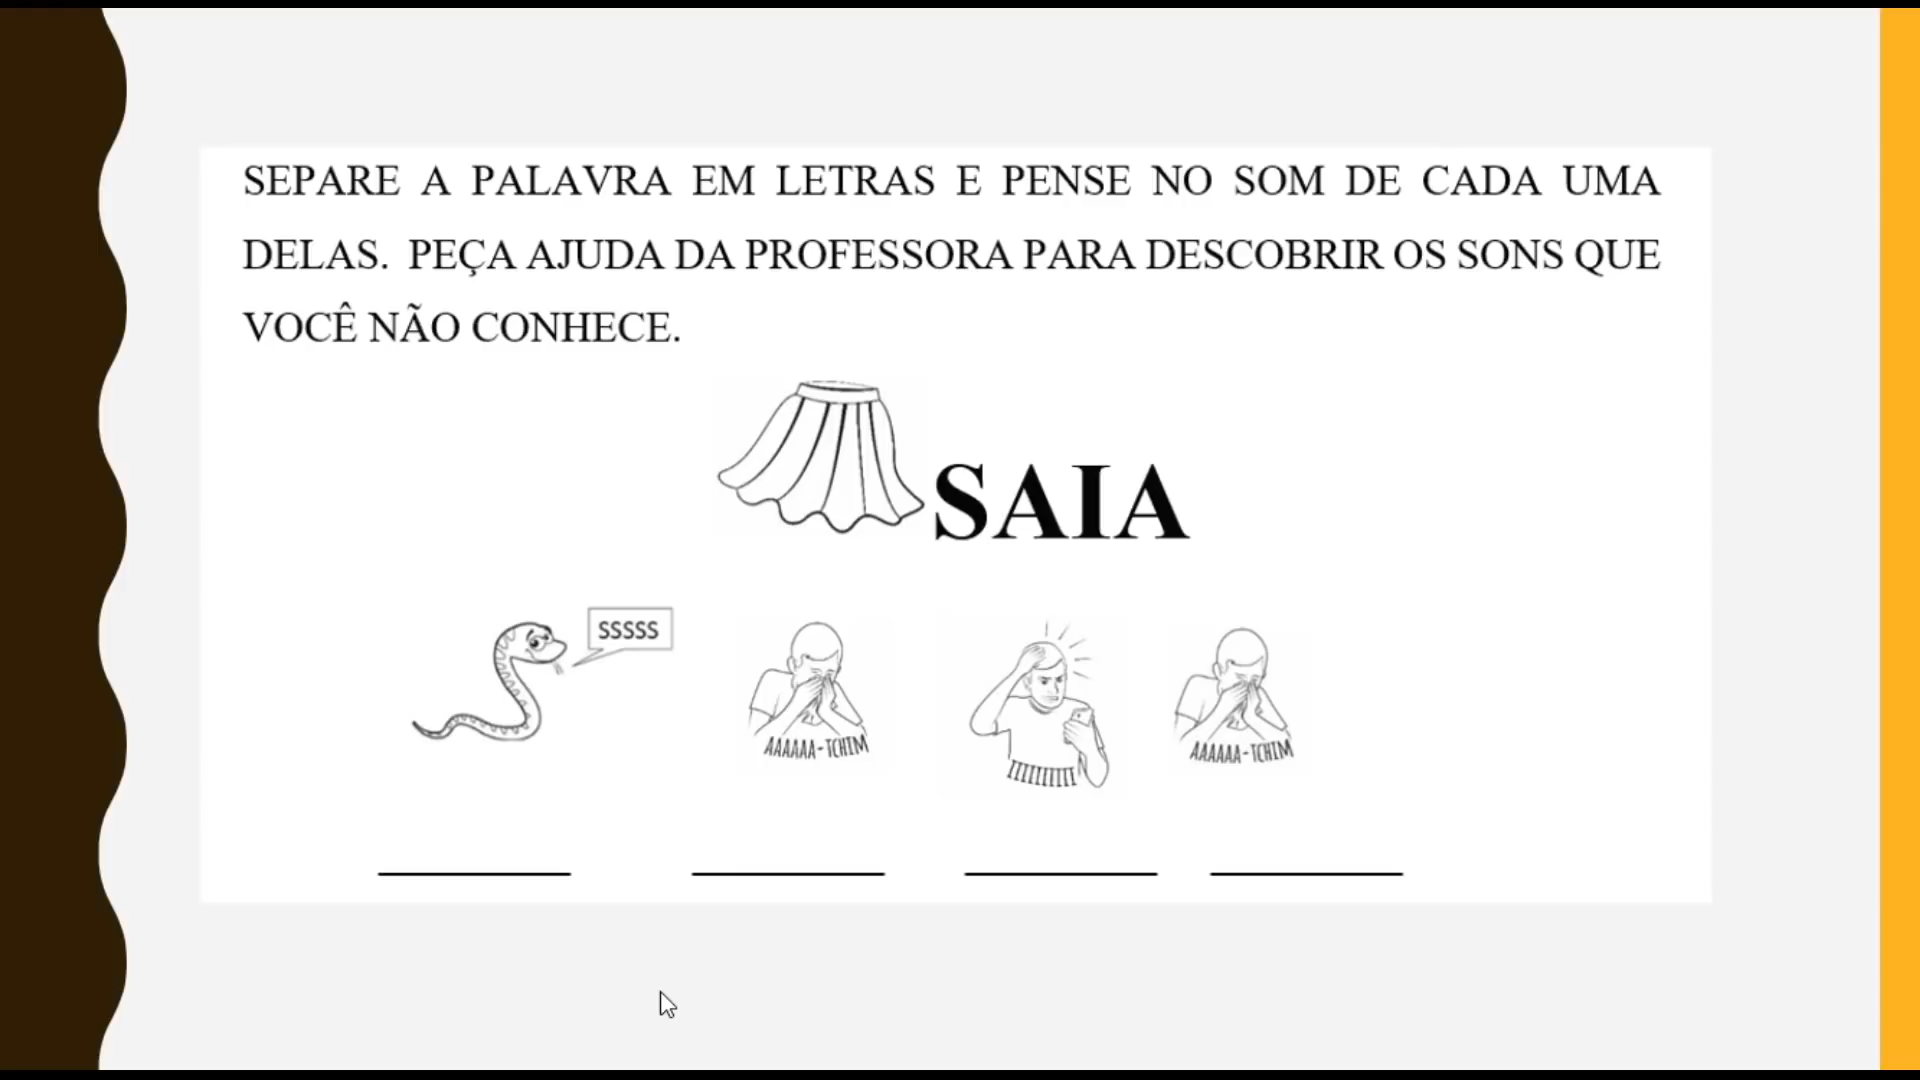 SEPARE A PALAVRA EM LETRAS E PENSE NO SOM DE CADA UMA
DELAS. PEÇA AJUDA DA PROFESSORA PARA DESCOBRIR OS SONS QUE
VOCÊ NÃO CONHECE.
SAIA
SSSSS
AAAAAA-TCHIM
IIIIIIIIII
AAAAAA-TCHIM